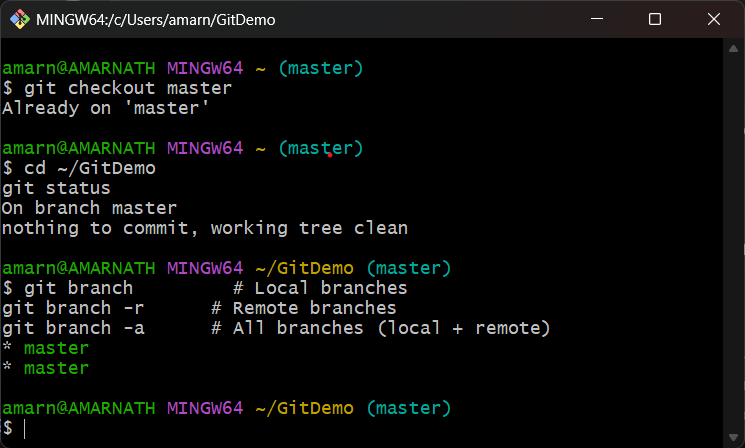 MINGW64:/c/Users/amarn/GitDemo
amarn@AMARNATH MINGW64 ~ (master)
$ git checkout master
Already on 'master'
amarn@AMARNATH MINGW64 ~ (master)
$ cd ~/GitDemo
git status
On branch master
nothing to commit, working tree clean
amarn@AMARNATH MINGW64 ~/GitDemo (master)
$ git branch          # Local branches
git branch -r       # Remote branches
git branch -a       # All branches (local + remote)
* master
* master
amarn@AMARNATH MINGW64 ~/GitDemo (master)
$